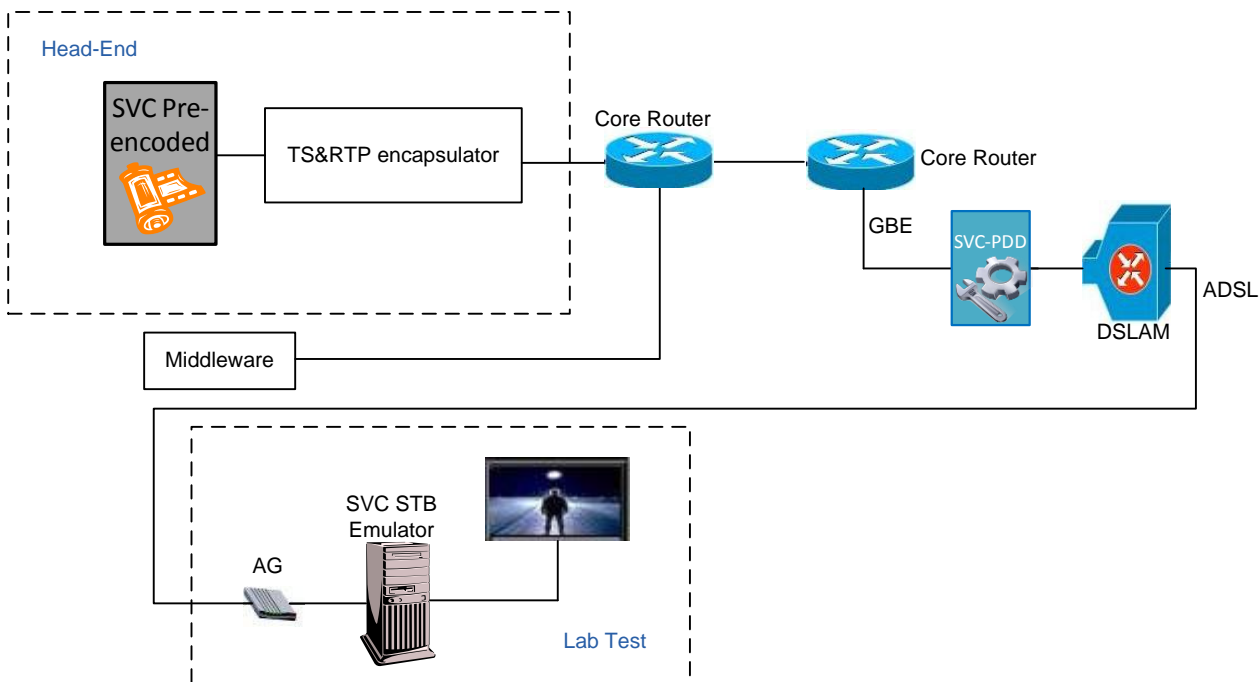 Head-End
SVC Pre-
encoded
TS&RTP encapsulator
Core Router
Core Router
GBE
SVC-PDD
ADSL
DSLAM
Middleware
SVC STB
Emulator
AG
Lab Test